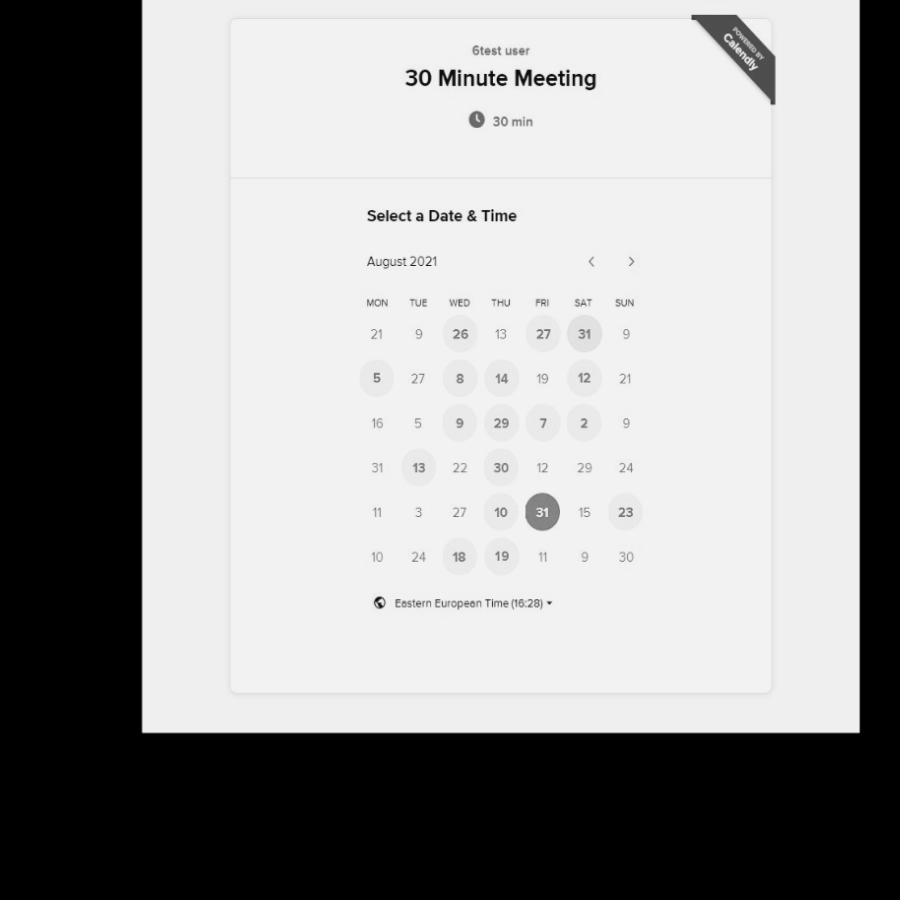 POWERED BY
Calendly
6test user
30 Minute Meeting
30 min
Select a Date & Time
August 2021
MON TUE WED THU FRI SAT SUN
21 9 26 13 27 31 9
5 27 8 14 19 12 21
16 5 9 29 7 2 9
31 13 22 30 12 29 24
11 3 27 10 31 15 23
10 24 18 19 11 9 30
Eastern European Time (16:28)